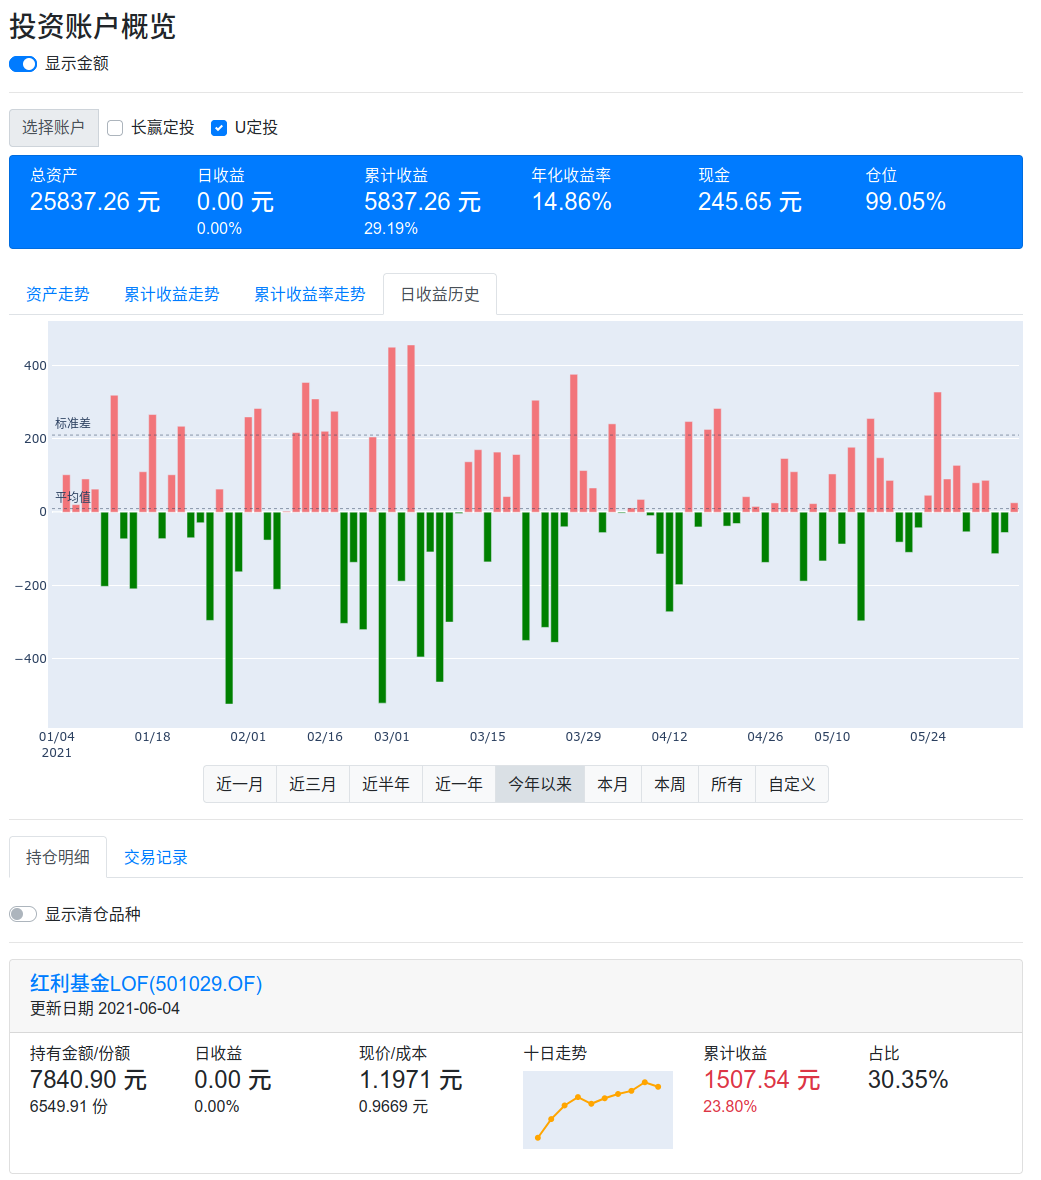 投资账户概览
显示金额
选择账户 长赢定投 U定投
总资产 日收益 累计收益 年化收益率 现金 仓位
25837.26 元 0.00 元 5837.26 元 14.86% 245.65 元 99.05%
0.00% 29.19%
资产走势 累计收益走势 累计收益率走势 日收益历史
400
标准差
200
平均值
0
−200
−400
01/04 01/18 02/01 02/16 03/01 03/15 03/29 04/12 04/26 05/10 05/24
2021
近一月 近三月 近半年 近一年 今年以来 本月 本周 所有 自定义
持仓明细 交易记录
显示清仓品种
红利基金LOF(501029.OF)
更新日期 2021-06-04
持有金额/份额 日收益 现价/成本 十日走势 累计收益 占比
7840.90 元 0.00 元 1.1971 元 1507.54 元 30.35%
6549.91 份 0.00% 0.9669 元 23.80%